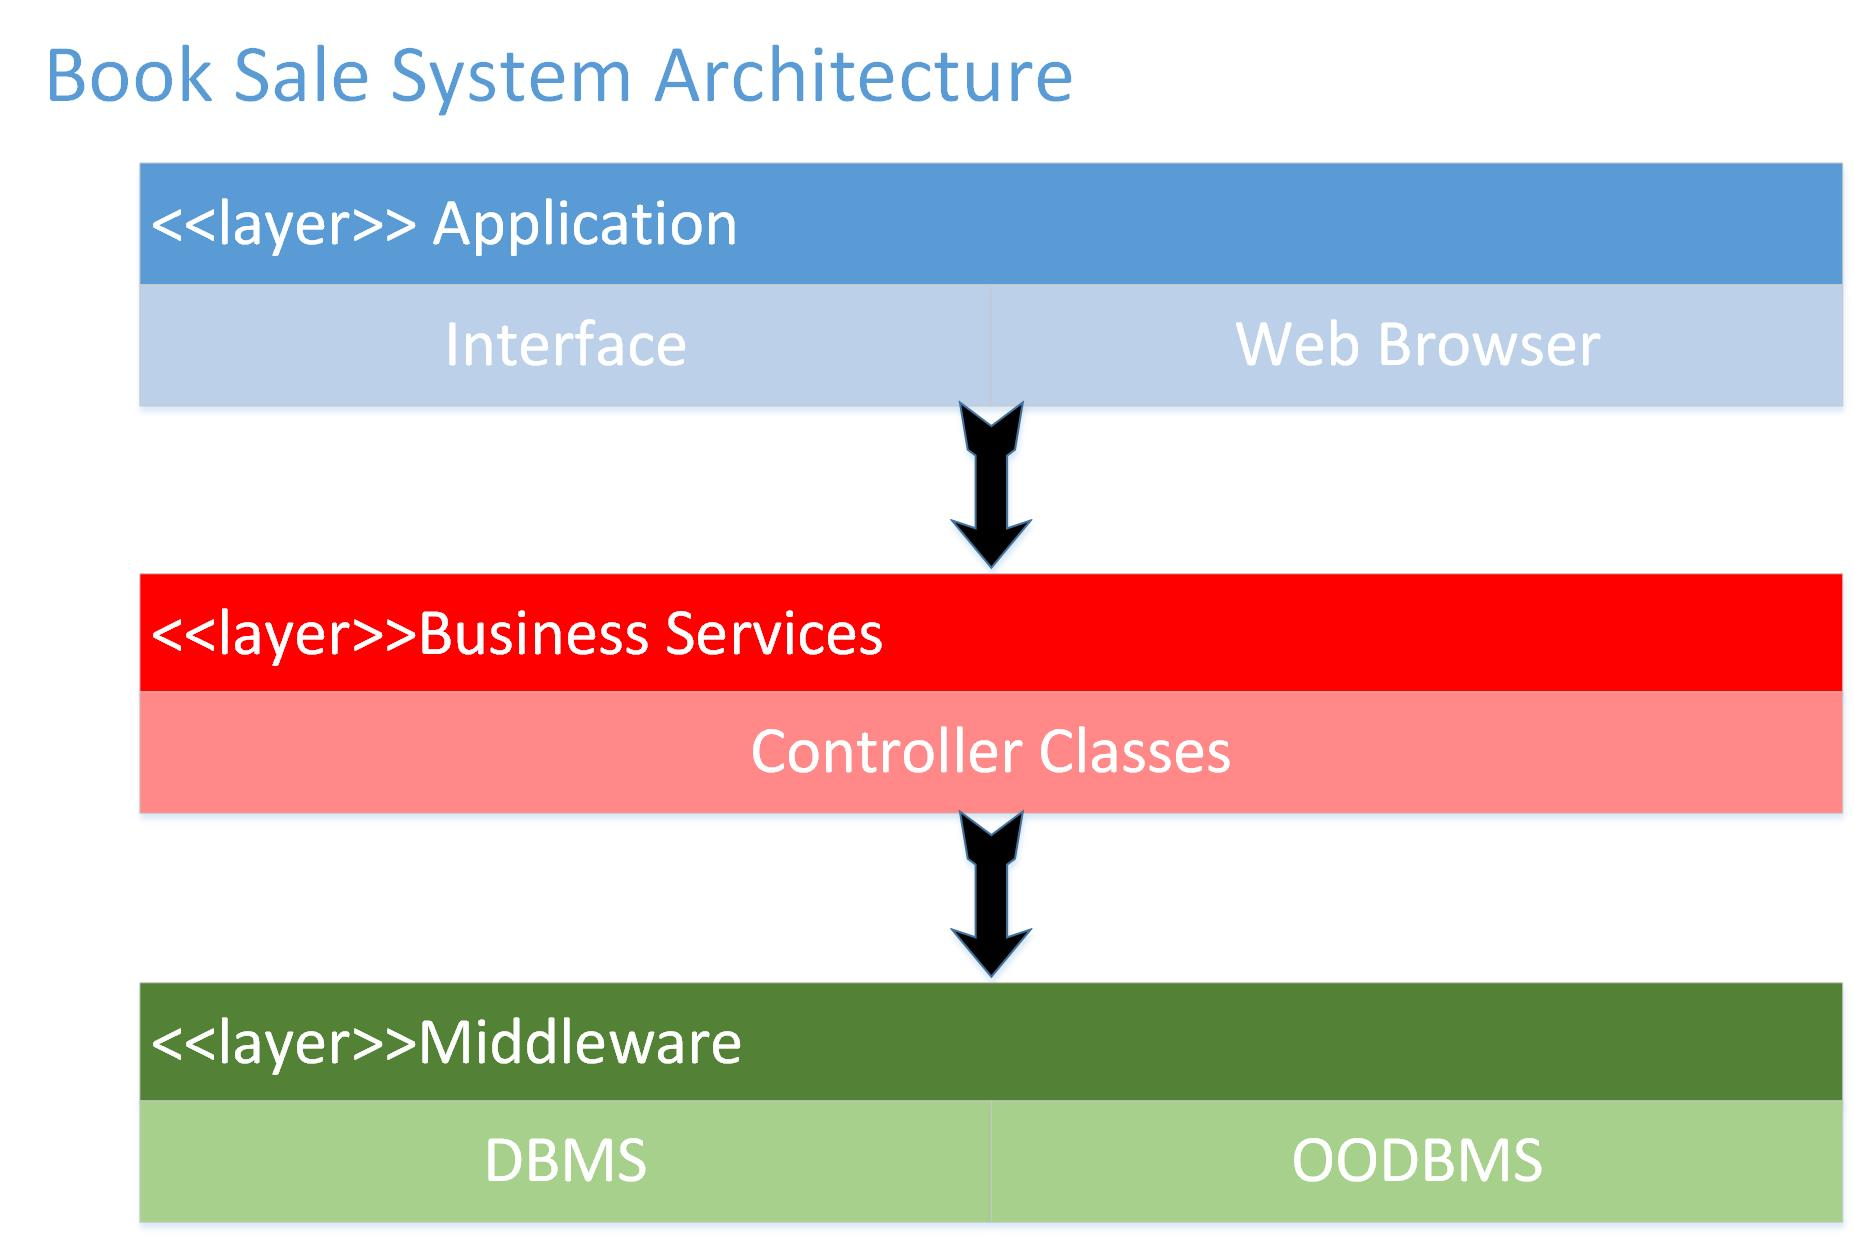 Book Sale System Architecture
<<layer>> Application
Interface
Web Browser
<<layer>>Business Services
Controller Classes
<<layer>>Middleware
DBMS
OODBMS